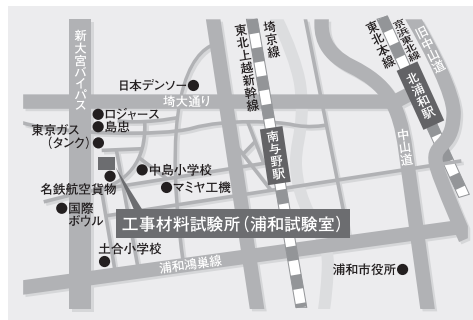 新大宮バイパス
東北上越新幹線
埼京線
東北本線
京浜東北線
旧中山道
北浦和駅
日本デンソー
埼大通り
ロジャース
島忠
東京ガス
(タンク)
南与野駅
中山道
中島小学校
名鉄航空貨物
マミヤ工機
国際
ボウル
工事材料試験所(浦和試験室)
土合小学校
浦和鴻巣線
浦和市役所